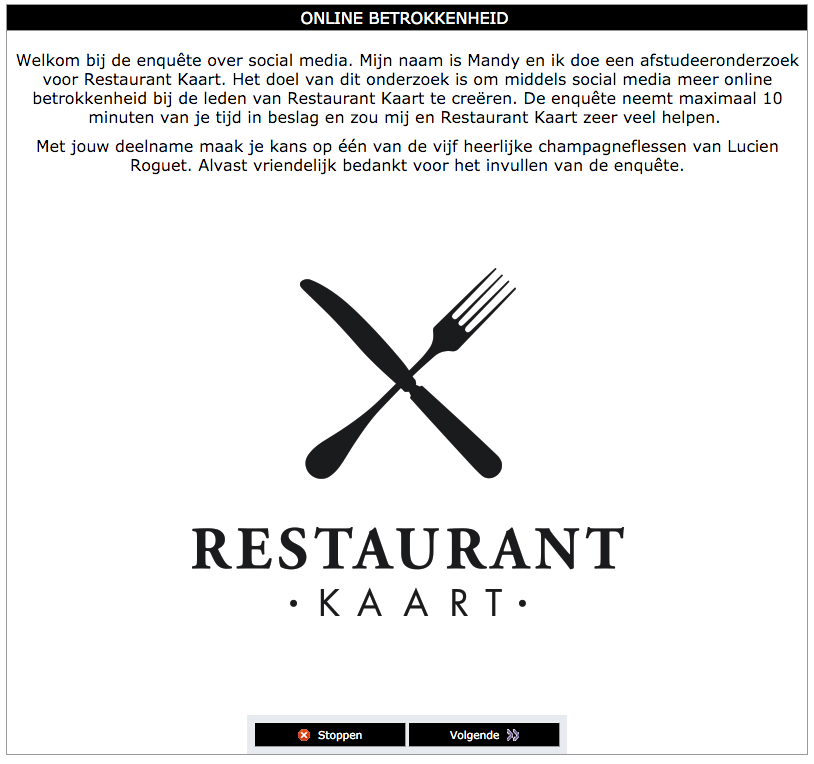 ONLINE BETROKKENHEID
Welkom bij de enquête over social media. Mijn naam is Mandy en ik doe een afstudeeronderzoek
voor Restaurant Kaart. Het doel van dit onderzoek is om middels social media meer online
betrokkenheid bij de leden van Restaurant Kaart te creëren. De enquête neemt maximaal 10
minuten van je tijd in beslag en zou mij en Restaurant Kaart zeer veel helpen.
Met jouw deelname maak je kans op één van de vijf heerlijke champagneflessen van Lucien
Roguet. Alvast vriendelijk bedankt voor het invullen van de enquête.
RESTAURANT
· KAART ·
Stoppen
Volgende